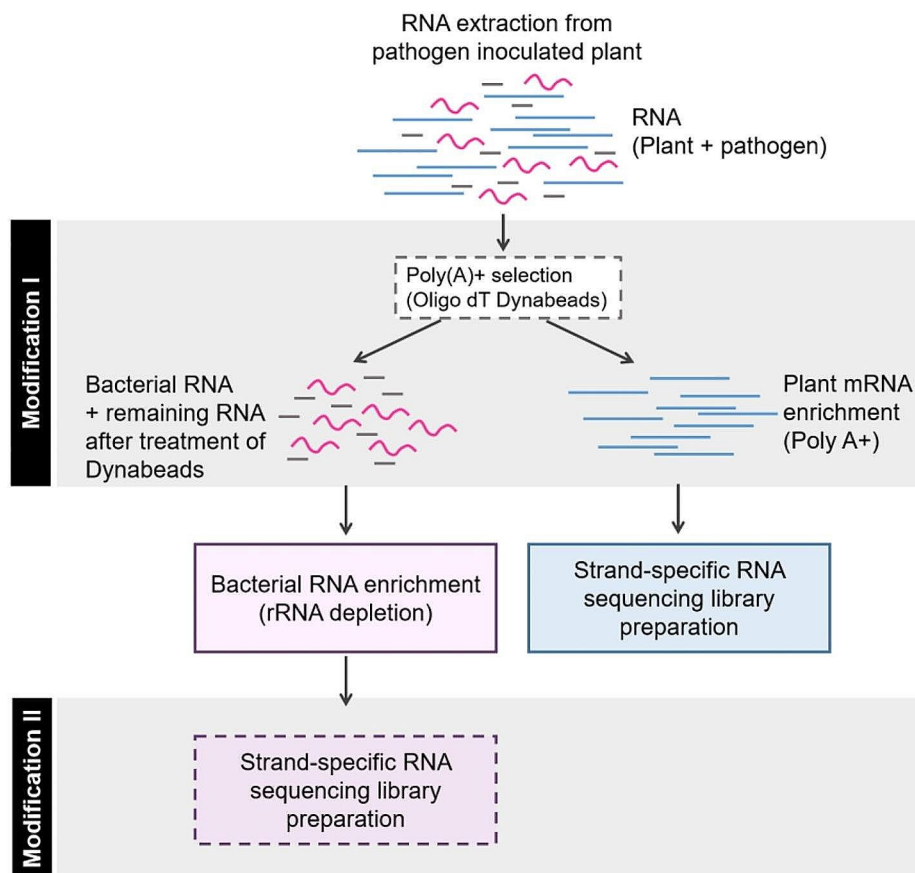 RNA extraction from
pathogen inoculated plant
RNA
(Plant + pathogen)
Modification I
Poly(A)+ selection
(Oligo dT Dynabeads)
Bacterial RNA
+ remaining RNA
after treatment of
Dynabeads
Plant mRNA
enrichment
(Poly A+)
Bacterial RNA enrichment
(rRNA depletion)
Strand-specific RNA
sequencing library
preparation
Modification II
Strand-specific RNA
sequencing library
preparation